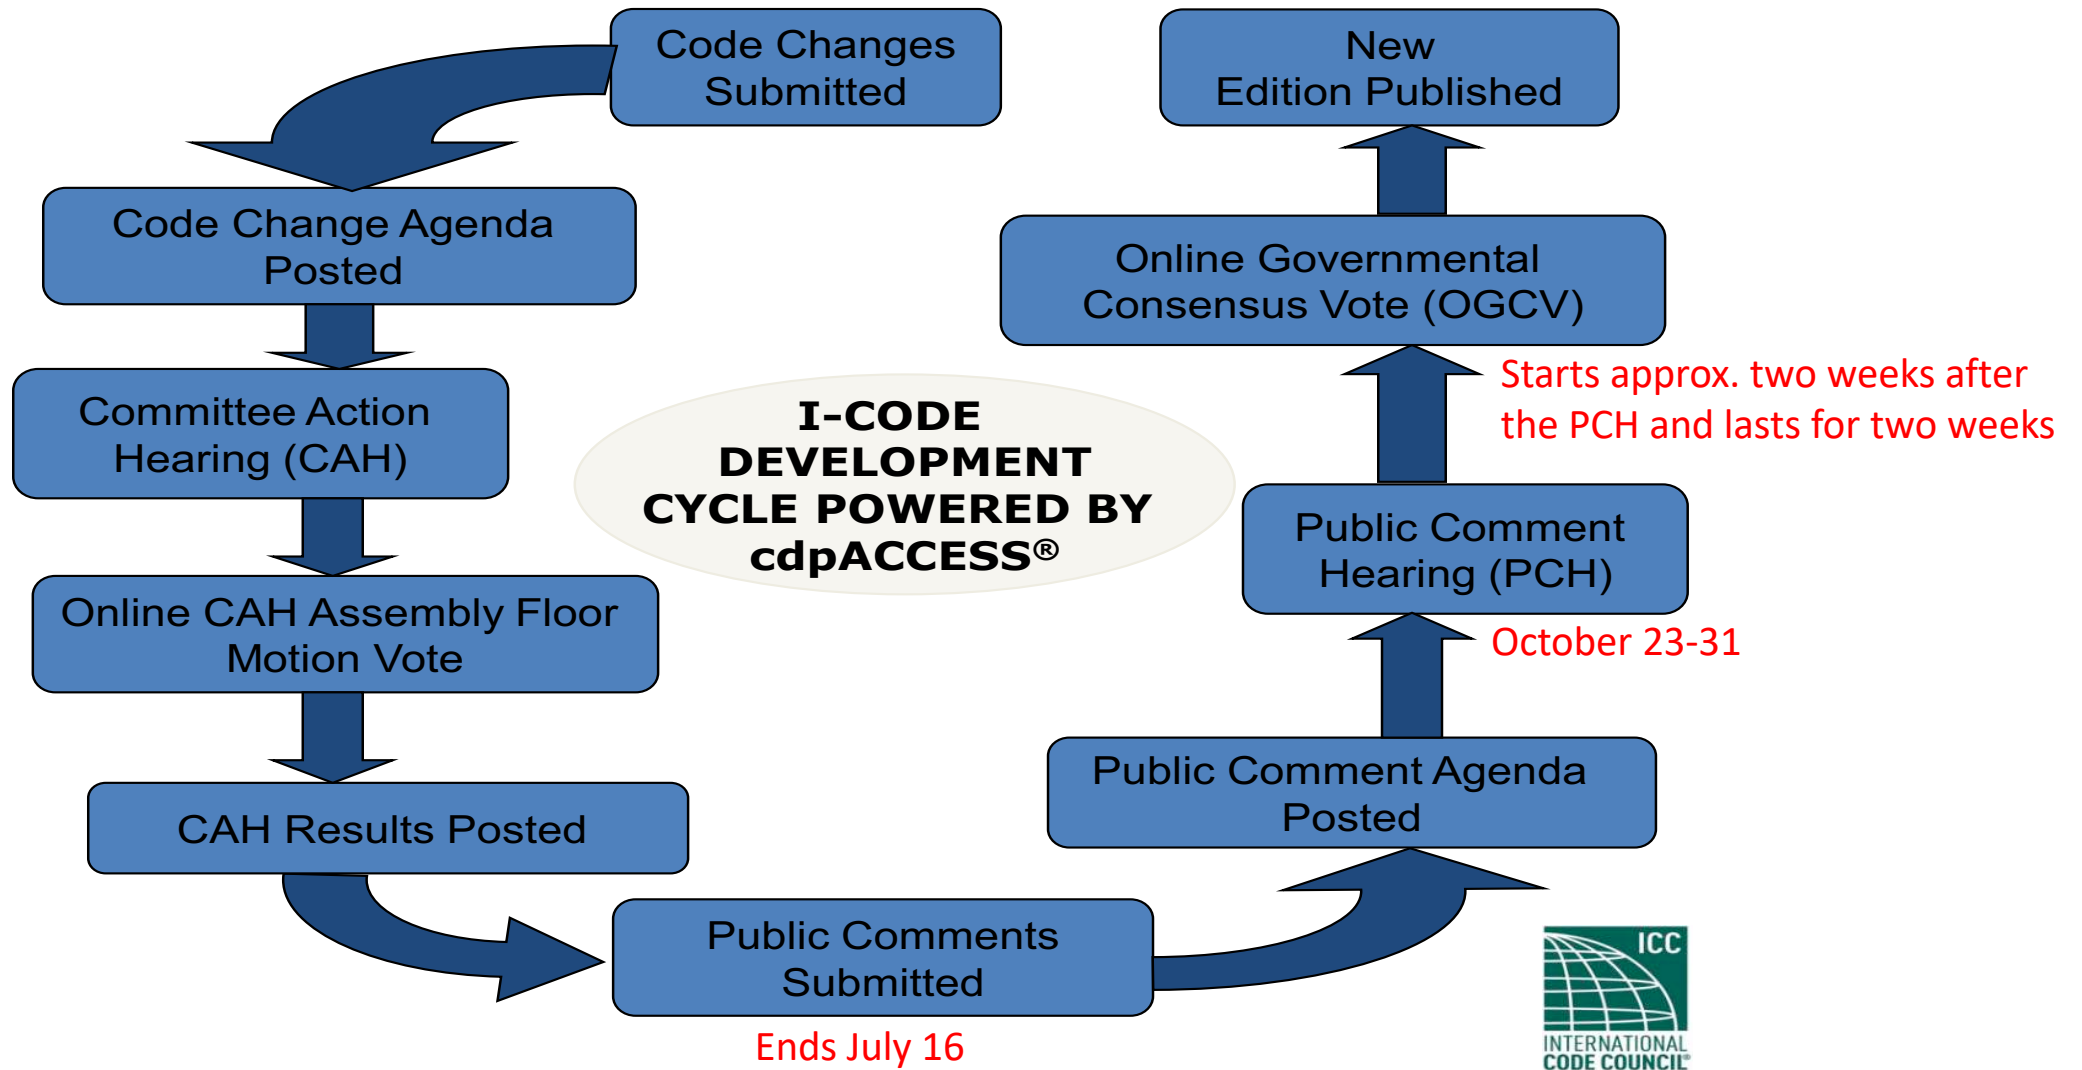 Code Changes
Submitted
Code Change Agenda
Posted
Committee Action
Hearing (CAH)
Online CAH Assembly Floor
Motion Vote
CAH Results Posted
Public Comments
Submitted
Ends July 16
Public Comment Agenda
Posted
October 23-31
Public Comment
Hearing (PCH)
Starts approx. two weeks after
the PCH and lasts for two weeks
Online Governmental
Consensus Vote (OGCV)
New
Edition Published
I-CODE
DEVELOPMENT
CYCLE POWERED BY
cdpACCESS®
ICC
INTERNATIONAL
CODE COUNCIL®